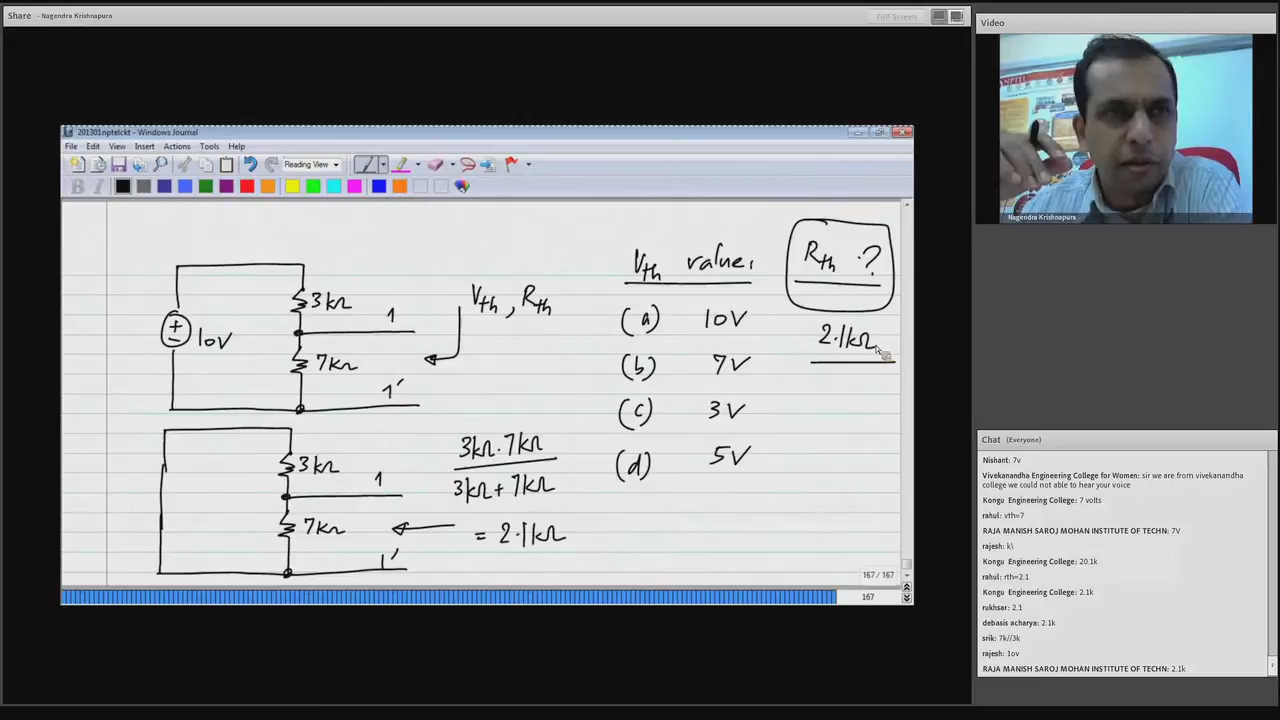 Share - Nagendra Krishnapura
Full Screen
Video
Nagendra Krishnapura
201301nptelckt - Windows Journal
File Edit View Insert Actions Tools Help
Reading View
B I
3kΩ
10V
7kΩ
1
1′
Vth , Rth
Vth value:
(a) 10V
(b) 7V
(c) 3V
(d) 5V
Rth ?
2.1kΩ
3kΩ
7kΩ
1
1′
3kΩ.7kΩ
3kΩ+7kΩ
= 2.1kΩ
167 / 167
167
Chat (Everyone)
Nishant: 7v
Vivekanandha Engineering College for Women: sir we are from vivekanandha
college we could not able to hear your voice
Kongu Engineering College: 7 volts
rahul: vth=7
RAJA MANISH SAROJ MOHAN INSTITUTE OF TECHN: 7V
rajesh: k\
Kongu Engineering College: 20.1k
rahul: rth=2.1
Kongu Engineering College: 2.1k
rukhsar: 2.1
debasis acharya: 2.1k
srik: 7k//3k
rajesh: 1ov
RAJA MANISH SAROJ MOHAN INSTITUTE OF TECHN: 2.1k